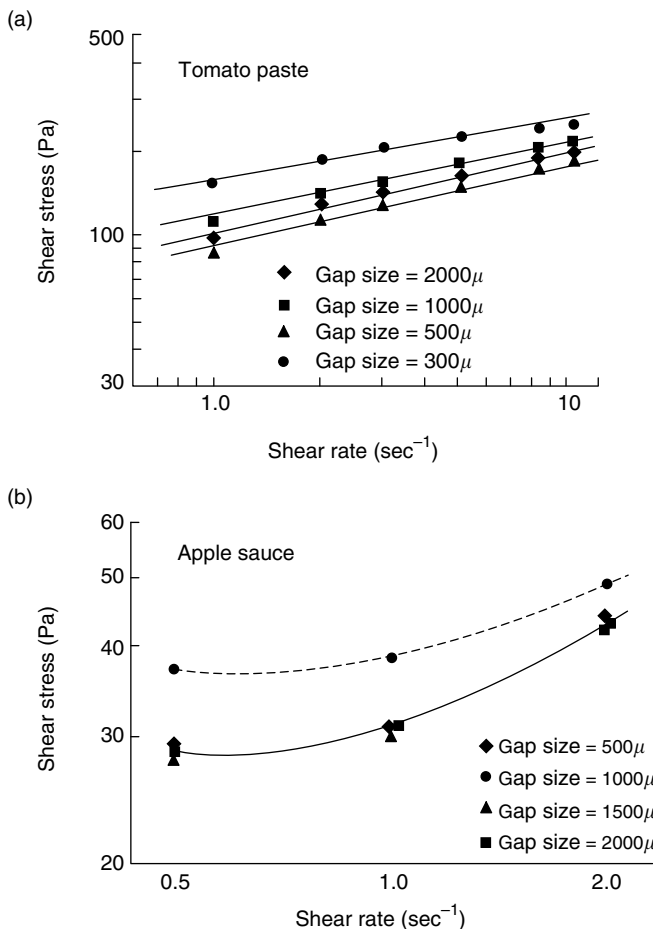 (a)
500
Tomato paste
Shear stress (Pa)
100
◆ Gap size = 2000μ
■ Gap size = 1000μ
▲ Gap size = 500μ
● Gap size = 300μ
30
1.0 10
Shear rate (sec⁻¹)
(b)
60
Apple sauce
50
40
Shear stress (Pa)
30
◆ Gap size = 500μ
● Gap size = 1000μ
▲ Gap size = 1500μ
■ Gap size = 2000μ
20
0.5 1.0 2.0
Shear rate (sec⁻¹)